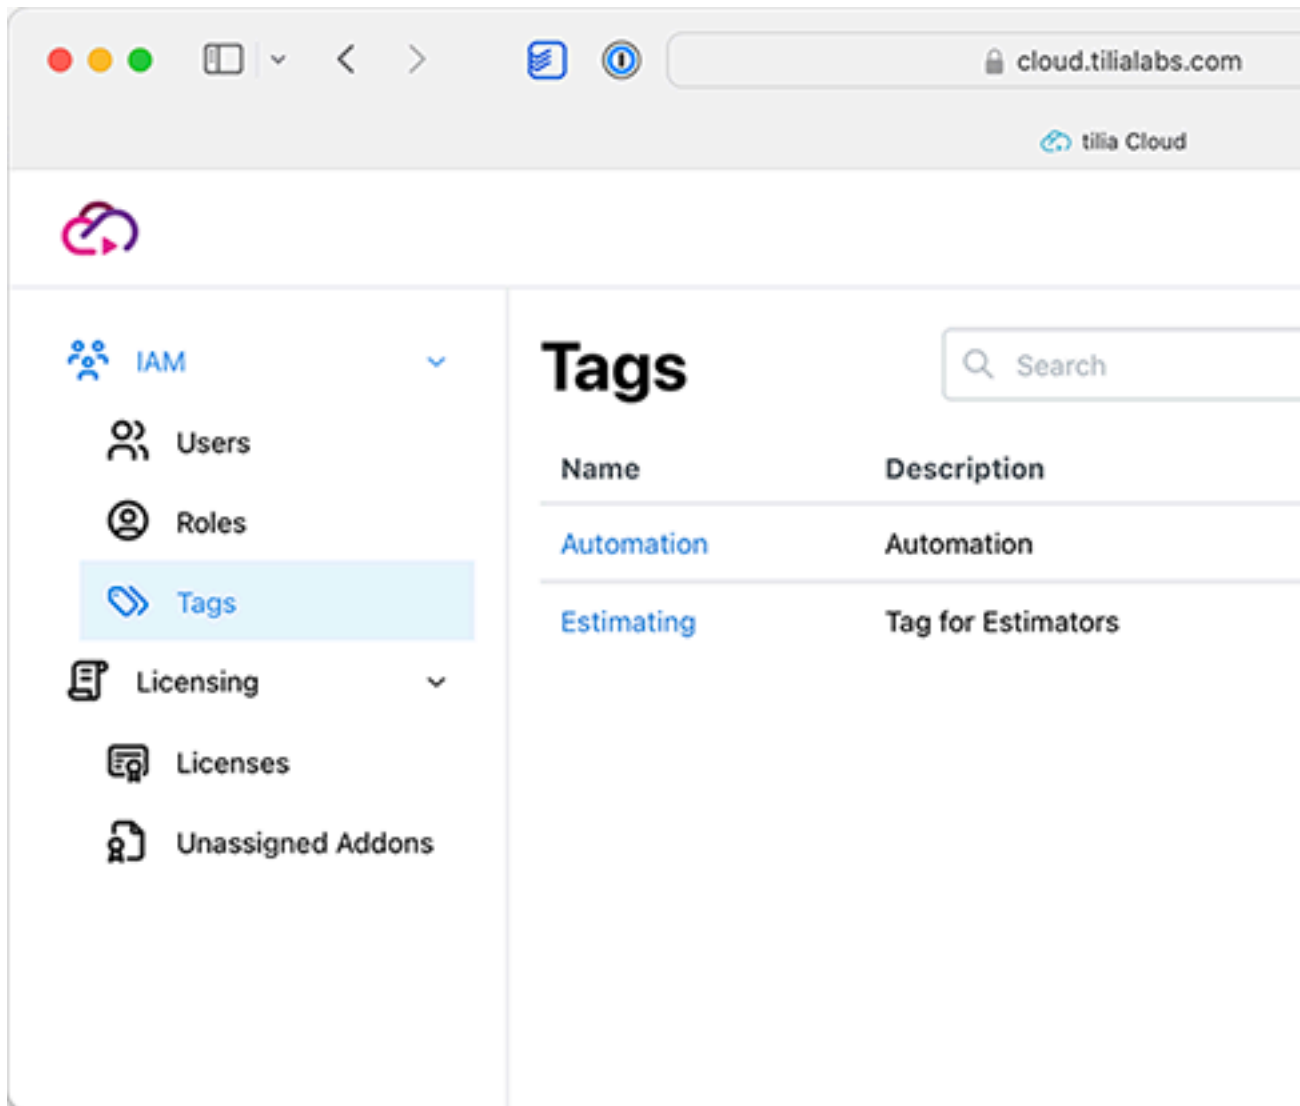 cloud.tilialabs.com
tilia Cloud
IAM
Users
Roles
Tags
Licensing
Licenses
Unassigned Addons
Tags
Search
Name Description
Automation Automation
Estimating Tag for Estimators